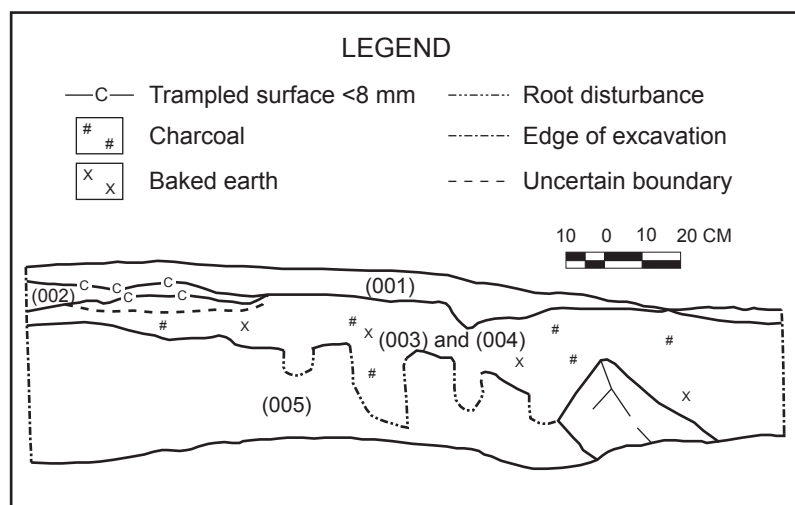 LEGEND
C Trampled surface <8 mm
Root disturbance
# # Charcoal
Edge of excavation
X X Baked earth
Uncertain boundary
10 0 10 20 CM
C C C
(001)
(002) C C
# X # # 
X (003) and (004) #
# X #
X
(005)